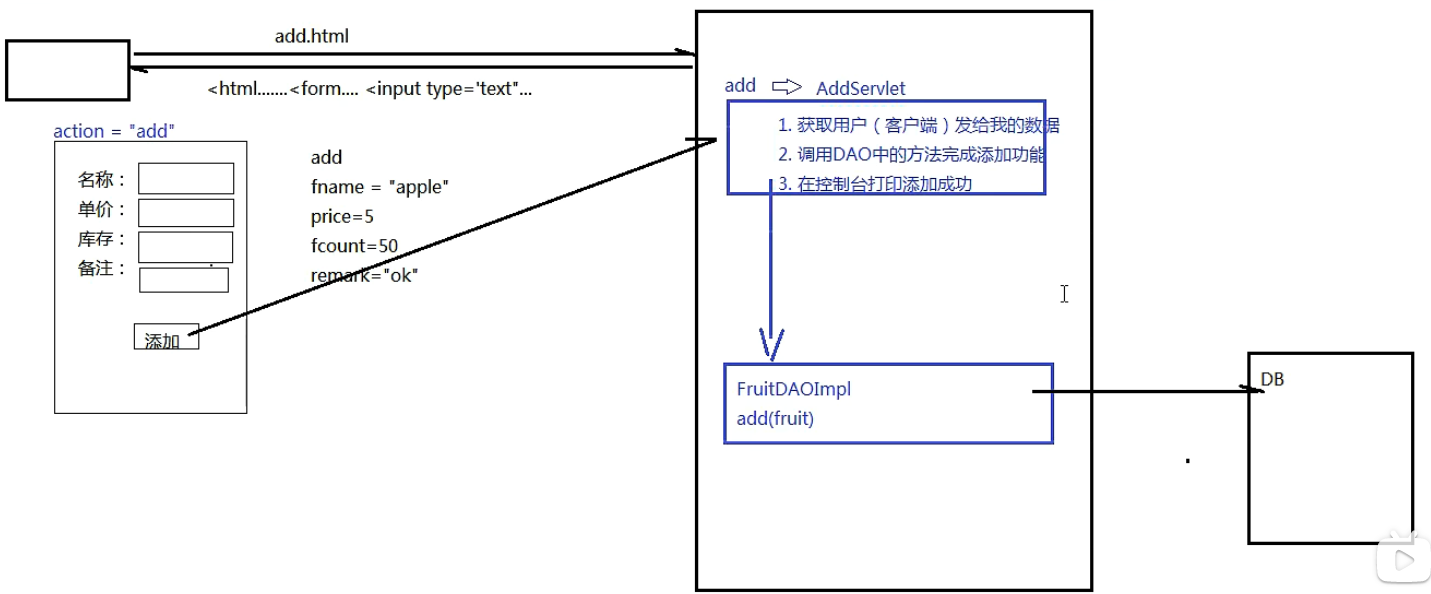 add.html
<html.......<form.... <input type='text"...
action = "add"
名称：
单价：
库存：
备注：
添加
add
fname = "apple"
price=5
fcount=50
remark="ok"
add AddServlet
1. 获取用户（客户端）发给我的数据
2. 调用DAO中的方法完成添加功能
3. 在控制台打印添加成功
FruitDAOImpl
add(fruit)
DB